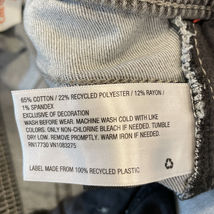 65% COTTON / 22% RECYCLED POLYESTER / 12% RAYON /
1% SPANDEX
EXCLUSIVE OF DECORATION
WASH BEFORE WEAR. MACHINE WASH COLD WITH LIKE
COLORS. ONLY NON-CHLORINE BLEACH IF NEEDED. TUMBLE
DRY LOW. REMOVE PROMPTLY. WARM IRON IF NEEDED.
RN17730 VN1083275
LABEL MADE FROM 100% RECYCLED PLASTIC